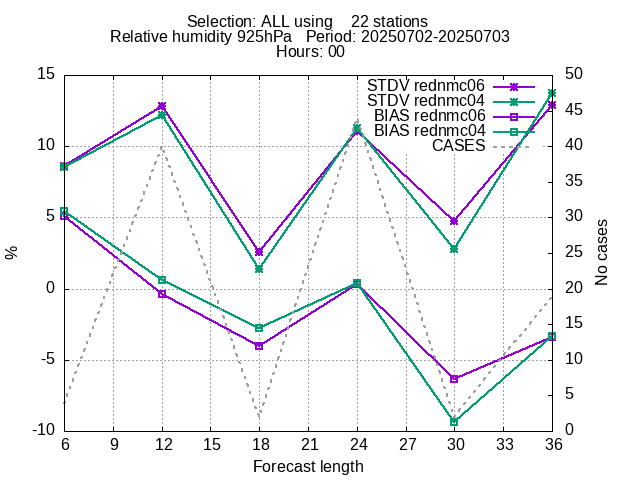 Selection: ALL using    22 stations
Relative humidity 925hPa   Period: 20250702-20250703
Hours: 00
STDV rednmc06
STDV rednmc04
BIAS rednmc06
BIAS rednmc04
CASES
15
10
5
0
-5
-10
%
50
45
40
35
30
25
20
15
10
5
0
No cases
6 9 12 15 18 21 24 27 30 33 36
Forecast length